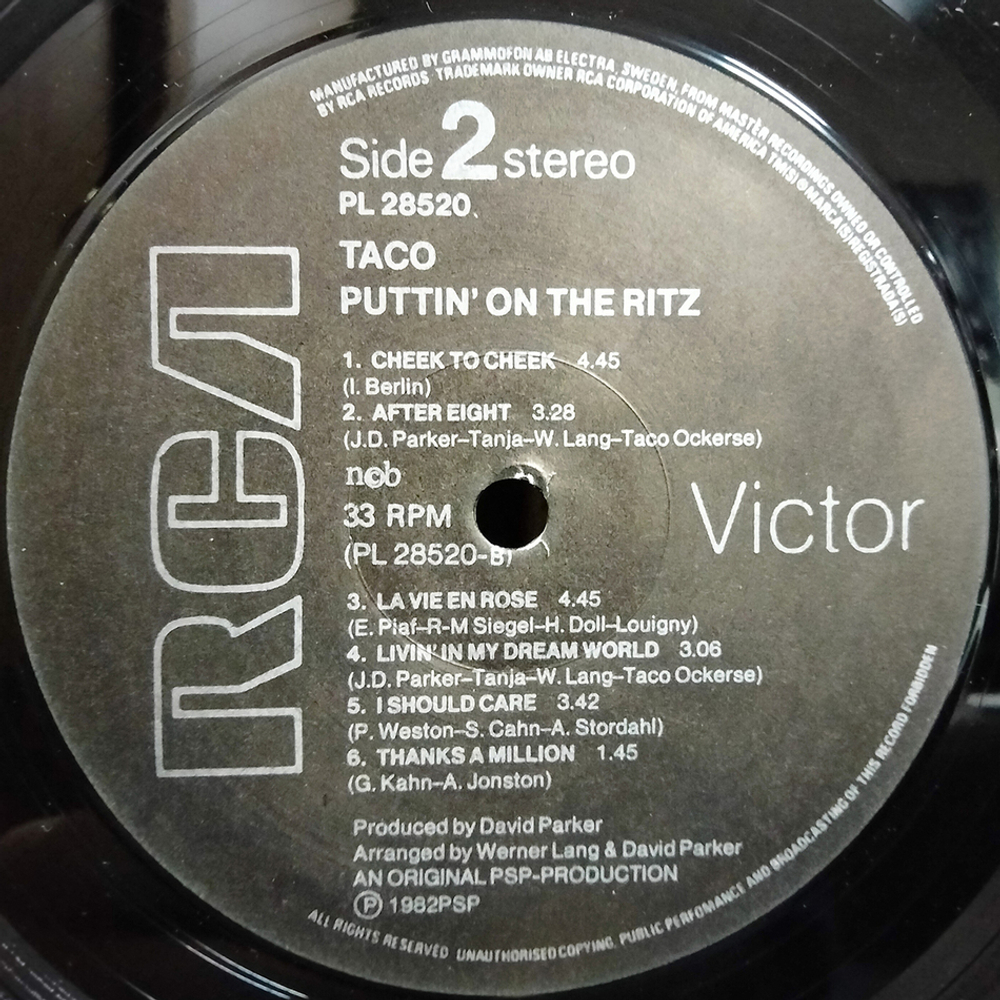 MANUFACTURED BY GRAMMOFON AB ELECTRA, SWEDEN, FROM MASTER RECORDINGS OWNED OR CONTROLLED
BY RCA RECORDS TRADEMARK OWNER RCA CORPORATION OF AMERICA TM(S) ® MARCA(S) REGISTRADA(S)
Side 2 stereo
PL 28520
TACO
PUTTIN' ON THE RITZ
1. CHEEK TO CHEEK 4.45
(I. Berlin)
2. AFTER EIGHT 3.28
(J.D. Parker–Tanja–W. Lang–Taco Ockerse)
ncb
33 RPM
(PL 28520-B)
RCA
Victor
3. LA VIE EN ROSE 4.45
(E. Piaf–R-M Siegel–H. Doll–Louigny)
4. LIVIN' IN MY DREAM WORLD 3.06
(J.D. Parker–Tanja–W. Lang–Taco Ockerse)
5. I SHOULD CARE 3.42
(P. Weston–S. Cahn–A. Stordahl)
6. THANKS A MILLION 1.45
(G. Kahn–A. Jonston)
Produced by David Parker
Arranged by Werner Lang & David Parker
AN ORIGINAL PSP-PRODUCTION
Ⓟ 1982PSP
ALL RIGHTS RESERVED UNAUTHORISED COPYING, PUBLIC PERFOMANCE AND BROADCASTING OF THIS RECORD FORBIDDEN